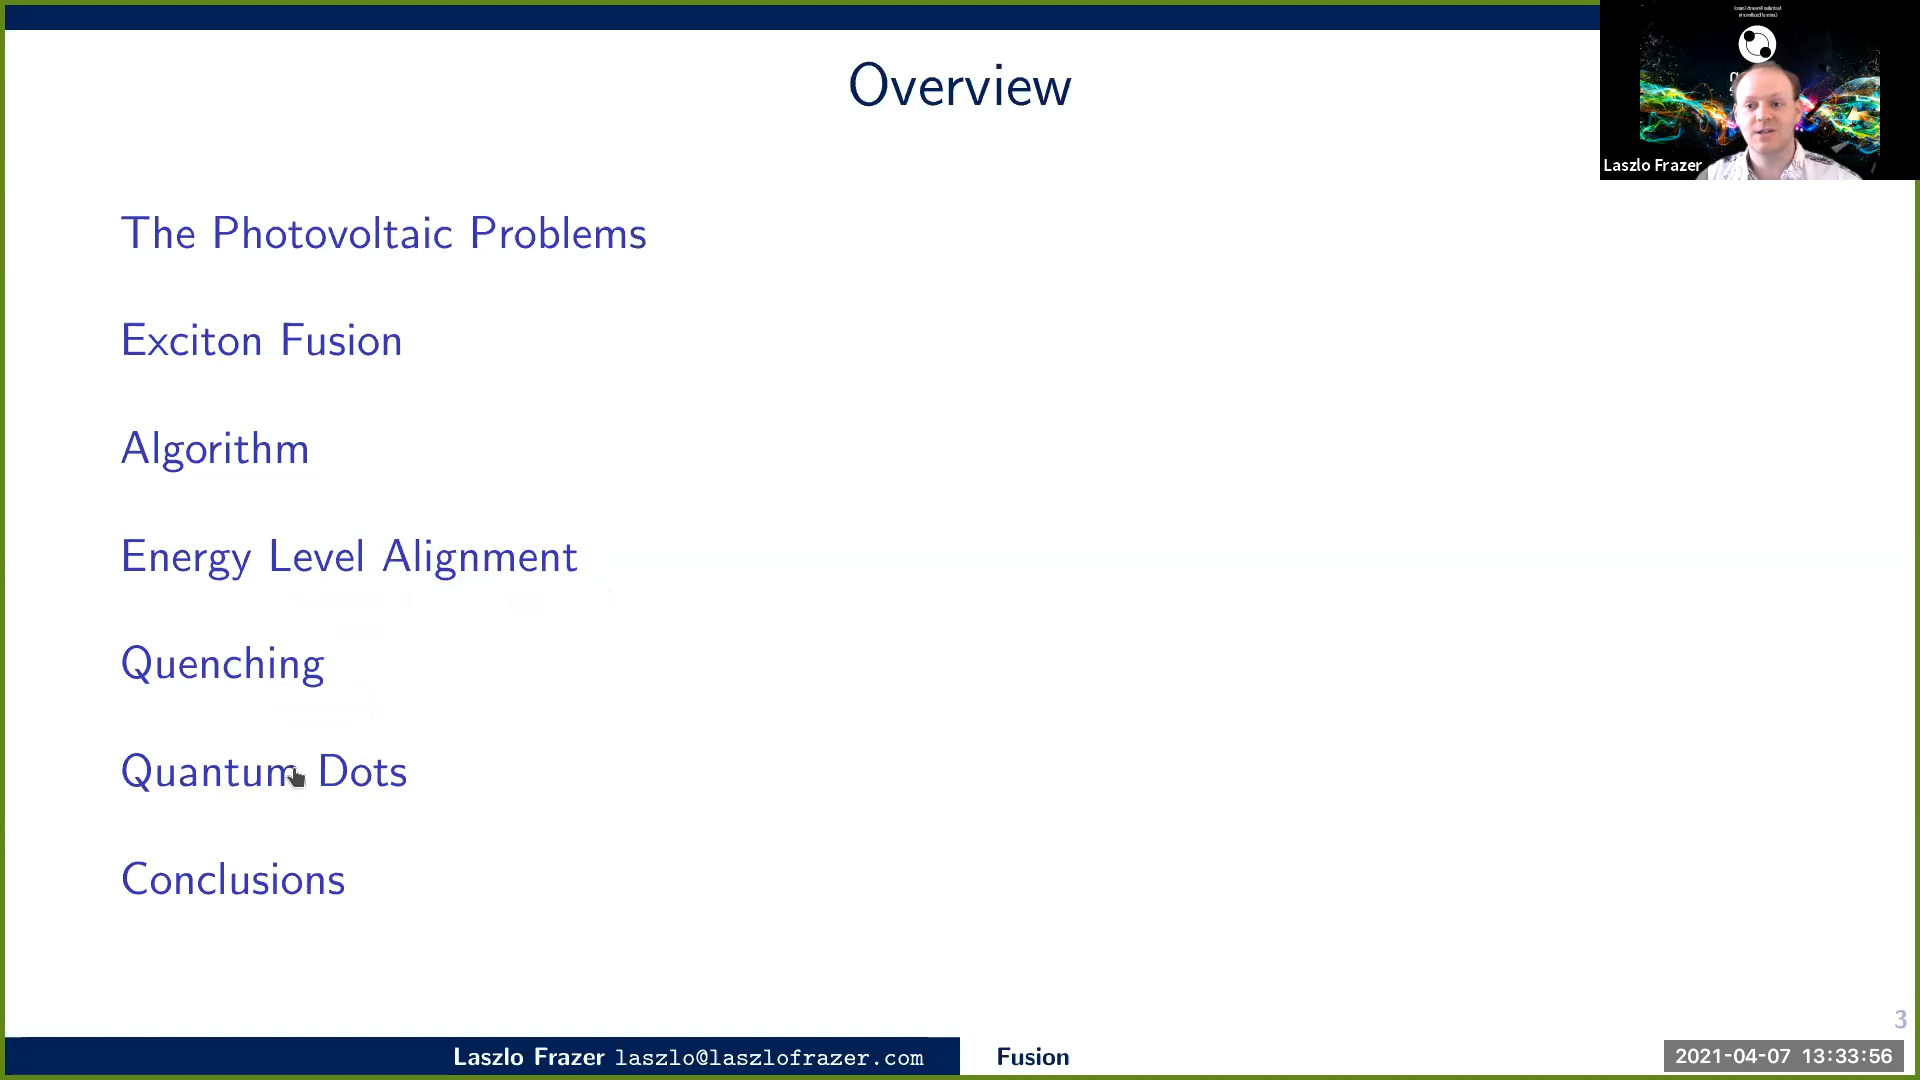 Overview
Laszlo Frazer
The Photovoltaic Problems
Exciton Fusion
Algorithm
Energy Level Alignment
Quenching
Quantum Dots
Conclusions
3
Laszlo Frazer laszlo@laszlofrazer.com Fusion
2021-04-07 13:33:56